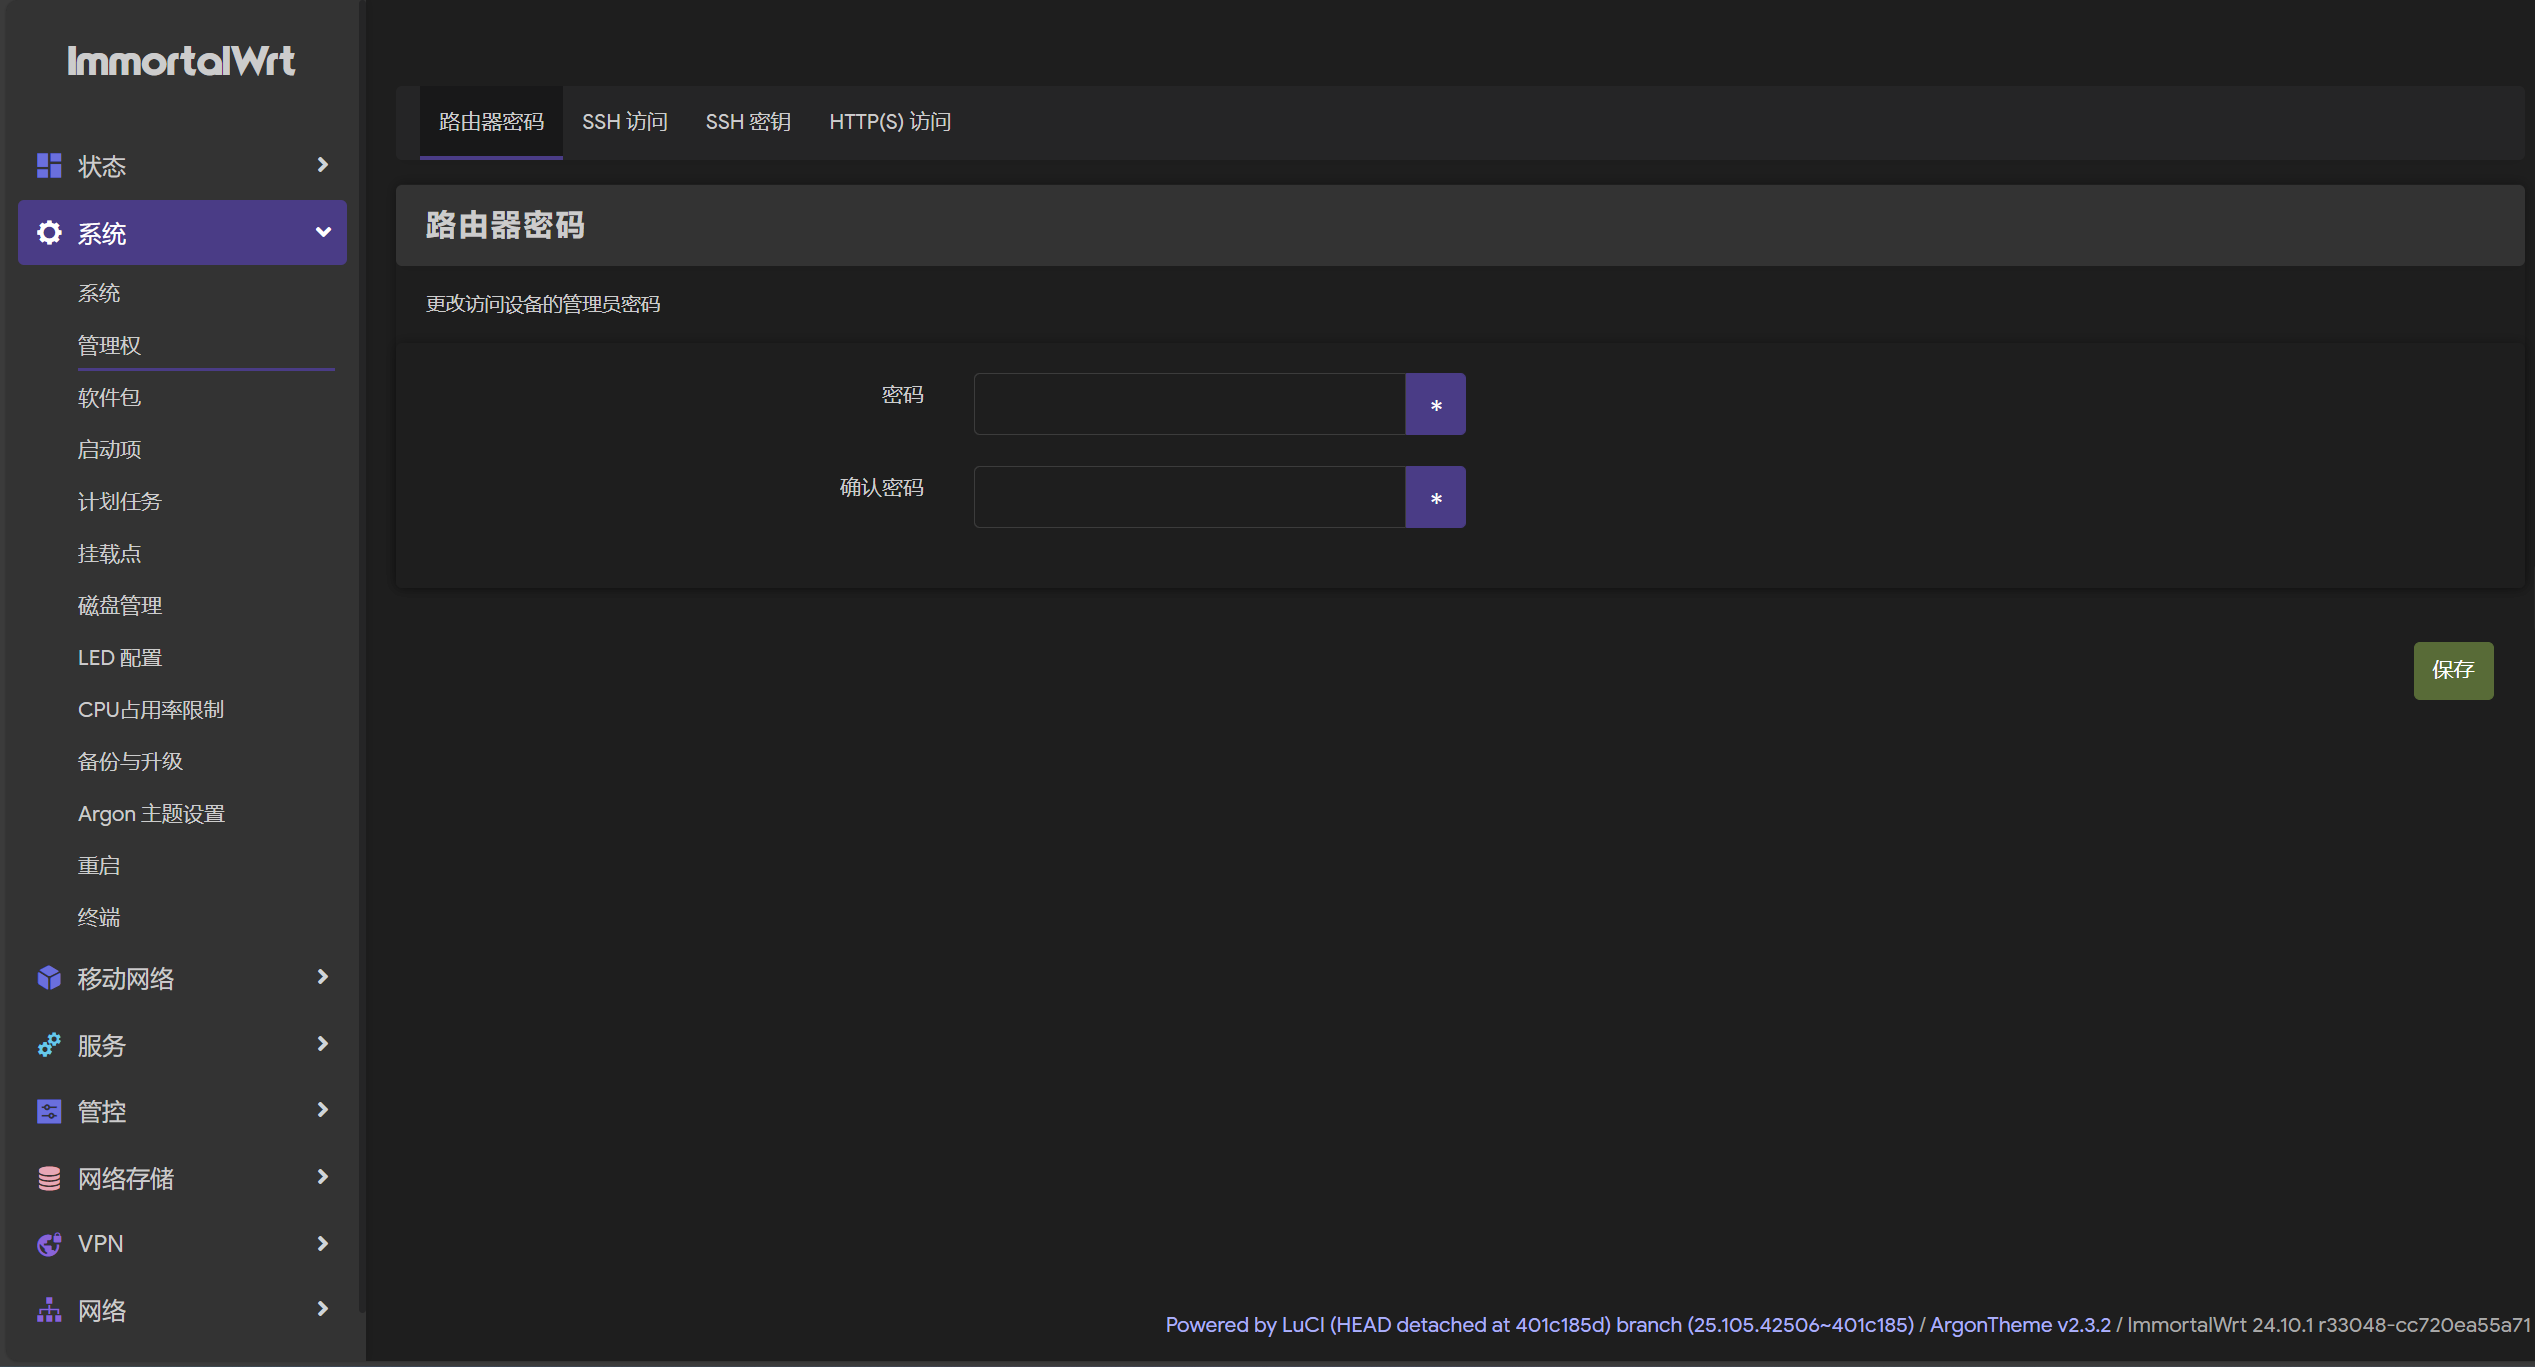 ImmortalWrt
状态
系统
系统
管理权
软件包
启动项
计划任务
挂载点
磁盘管理
LED 配置
CPU占用率限制
备份与升级
Argon 主题设置
重启
终端
移动网络
服务
管控
网络存储
VPN
网络
路由器密码 SSH 访问 SSH 密钥 HTTP(S) 访问
路由器密码
更改访问设备的管理员密码
密码 *
确认密码 *
保存
Powered by LuCI (HEAD detached at 401c185d) branch (25.105.42506~401c185) / ArgonTheme v2.3.2 / ImmortalWrt 24.10.1 r33048-cc720ea55a71